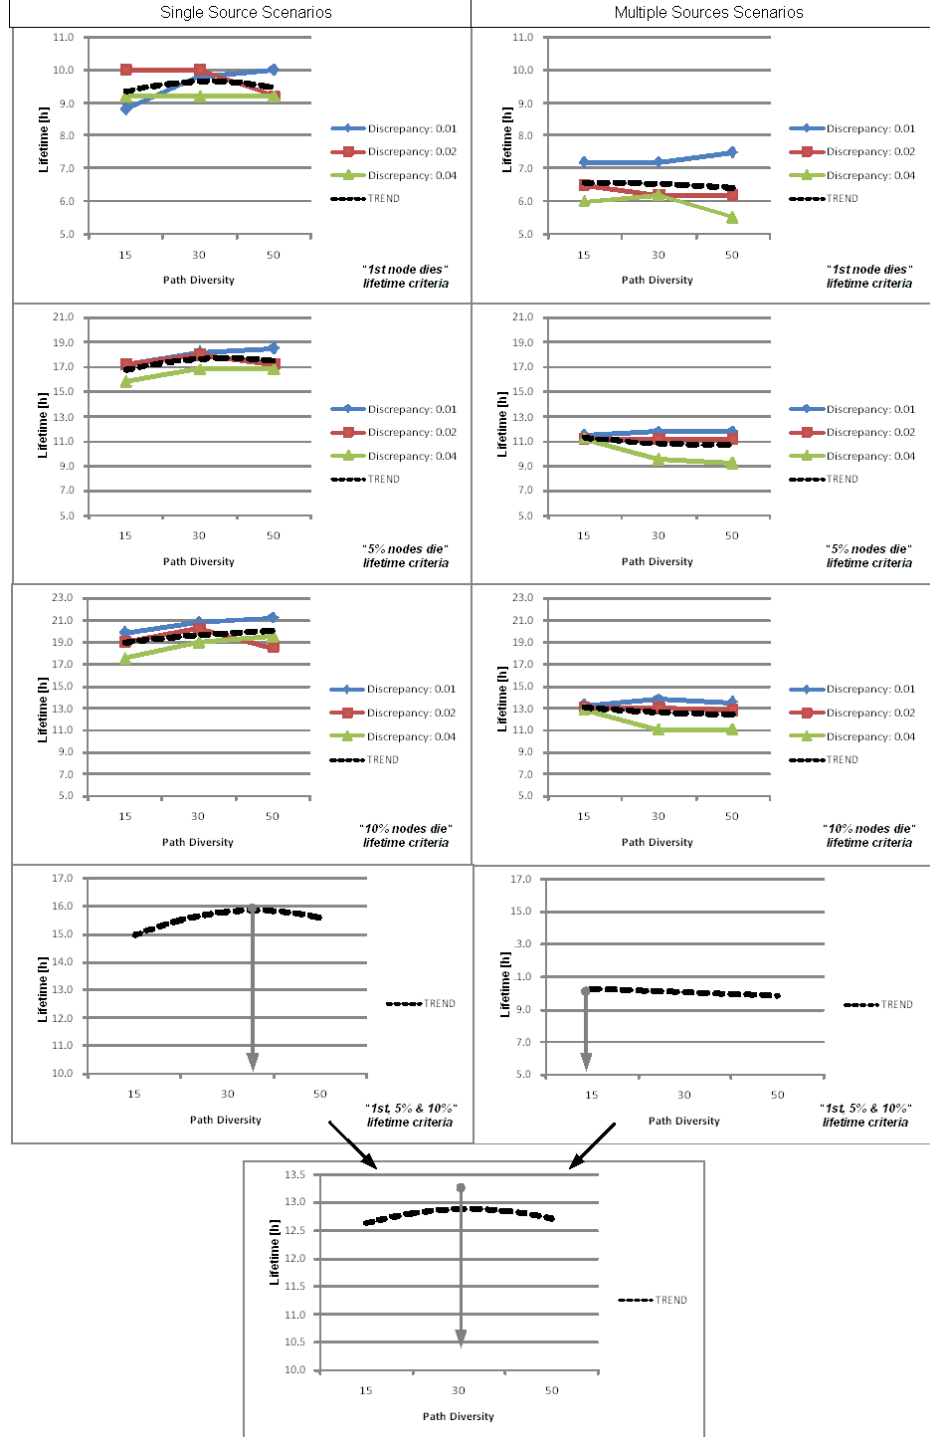 Single Source Scenarios
Multiple Sources Scenarios
11.0
10.0
9.0
8.0
7.0
6.0
5.0
Lifetime [h]
15 30 50
Path Diversity
Discrepancy: 0.01
Discrepancy: 0.02
Discrepancy: 0.04
TREND
"1st node dies"
lifetime criteria
11.0
10.0
9.0
8.0
7.0
6.0
5.0
Lifetime [h]
15 30 50
Path Diversity
Discrepancy: 0.01
Discrepancy: 0.02
Discrepancy: 0.04
TREND
"1st node dies"
lifetime criteria
21.0
19.0
17.0
15.0
13.0
11.0
9.0
7.0
5.0
Lifetime [h]
15 30 50
Path Diversity
Discrepancy: 0.01
Discrepancy: 0.02
Discrepancy: 0.04
TREND
"5% nodes die"
lifetime criteria
21.0
19.0
17.0
15.0
13.0
11.0
9.0
7.0
5.0
Lifetime [h]
15 30 50
Path Diversity
Discrepancy: 0.01
Discrepancy: 0.02
Discrepancy: 0.04
TREND
"5% nodes die"
lifetime criteria
23.0
21.0
19.0
17.0
15.0
13.0
11.0
9.0
7.0
5.0
Lifetime [h]
15 30 50
Path Diversity
Discrepancy: 0.01
Discrepancy: 0.02
Discrepancy: 0.04
TREND
"10% nodes die"
lifetime criteria
23.0
21.0
19.0
17.0
15.0
13.0
11.0
9.0
7.0
5.0
Lifetime [h]
15 30 50
Path Diversity
Discrepancy: 0.01
Discrepancy: 0.02
Discrepancy: 0.04
TREND
"10% nodes die"
lifetime criteria
17.0
16.0
15.0
14.0
13.0
12.0
11.0
10.0
Lifetime [h]
15 30 50
Path Diversity
TREND
"1st, 5% & 10%"
lifetime criteria
17.0
15.0
.3.0
.1.0
9.0
7.0
5.0
Lifetime [h]
15 30 50
Path Diversity
TREND
"1st, 5% & 10%"
lifetime criteria
13.5
13.0
12.5
12.0
11.5
11.0
10.5
10.0
Lifetime [h]
15 30 50
Path Diversity
TREND